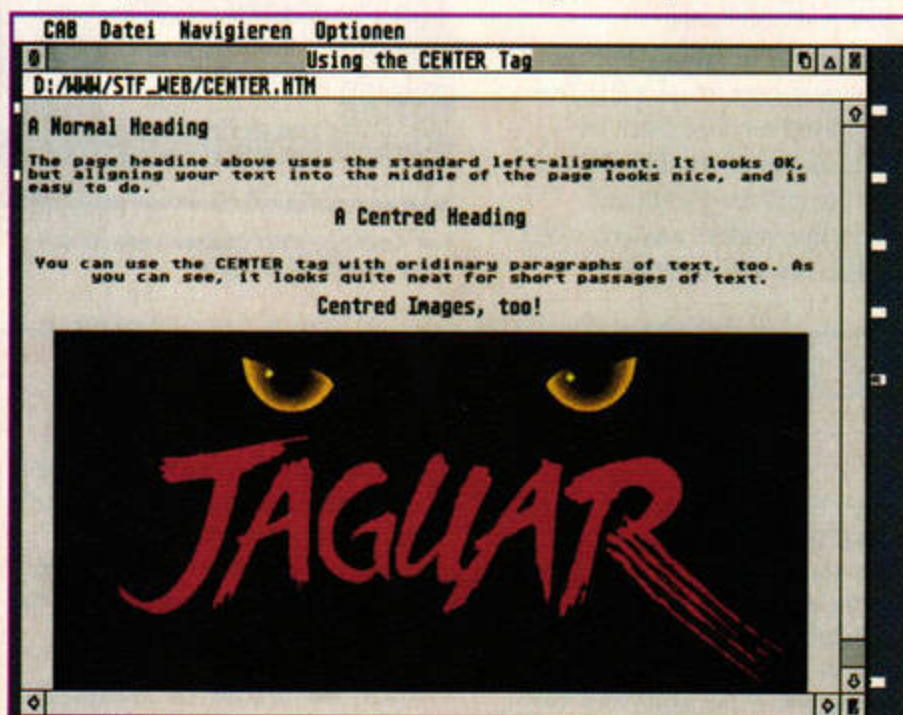 CAB Datei Navigieren Optionen
Using the CENTER Tag
D:/WWW/STF_WEB/CENTER.HTM
A Normal Heading
The page headine above uses the standard left-alignment. It looks OK,
but aligning your text into the middle of the page looks nice, and is
easy to do.
A Centred Heading
You can use the CENTER tag with oridinary paragraphs of text, too. As
you can see, it looks quite neat for short passages of text.
Centred Images, too!
JAGUAR